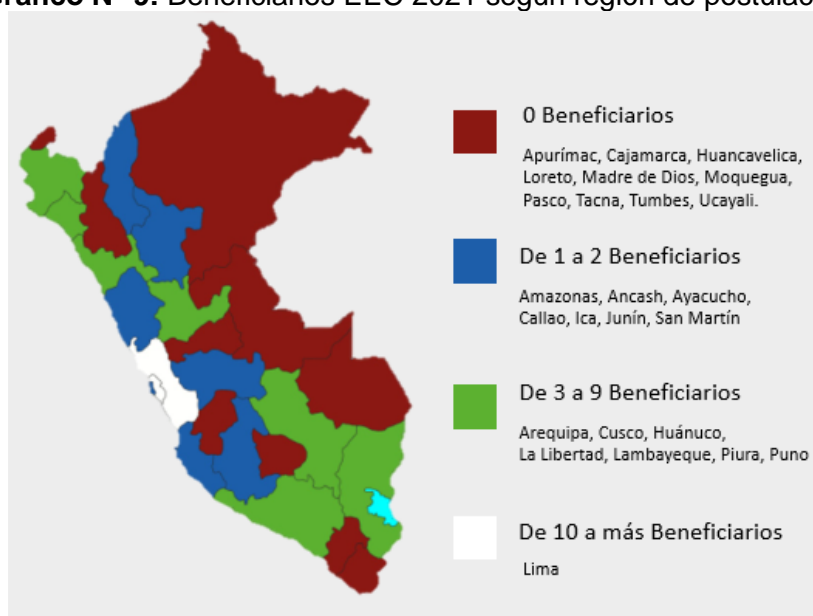 Nº 9: Beneficiarios EEC 2021 según región de
0 Beneficiarios
Apurímac, Cajamarca, Huancavelica,
Loreto, Madre de Dios, Moquegua,
Pasco, Tacna, Tumbes, Ucayali.
De 1 a 2 Beneficiarios
Amazonas, Ancash, Ayacucho,
Callao, Ica, Junín, San Martín
De 3 a 9 Beneficiarios
Arequipa, Cusco, Huánuco,
La Libertad, Lambayeque, Piura, Puno
De 10 a más Beneficiarios
Lima